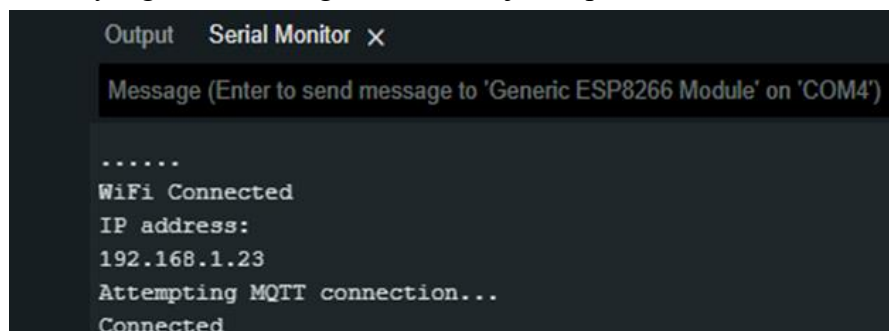 Output Serial Monitor ×
Message (Enter to send message to 'Generic ESP8266 Module' on 'COM4')
......
WiFi Connected
IP address:
192.168.1.23
Attempting MQTT connection...
Connected